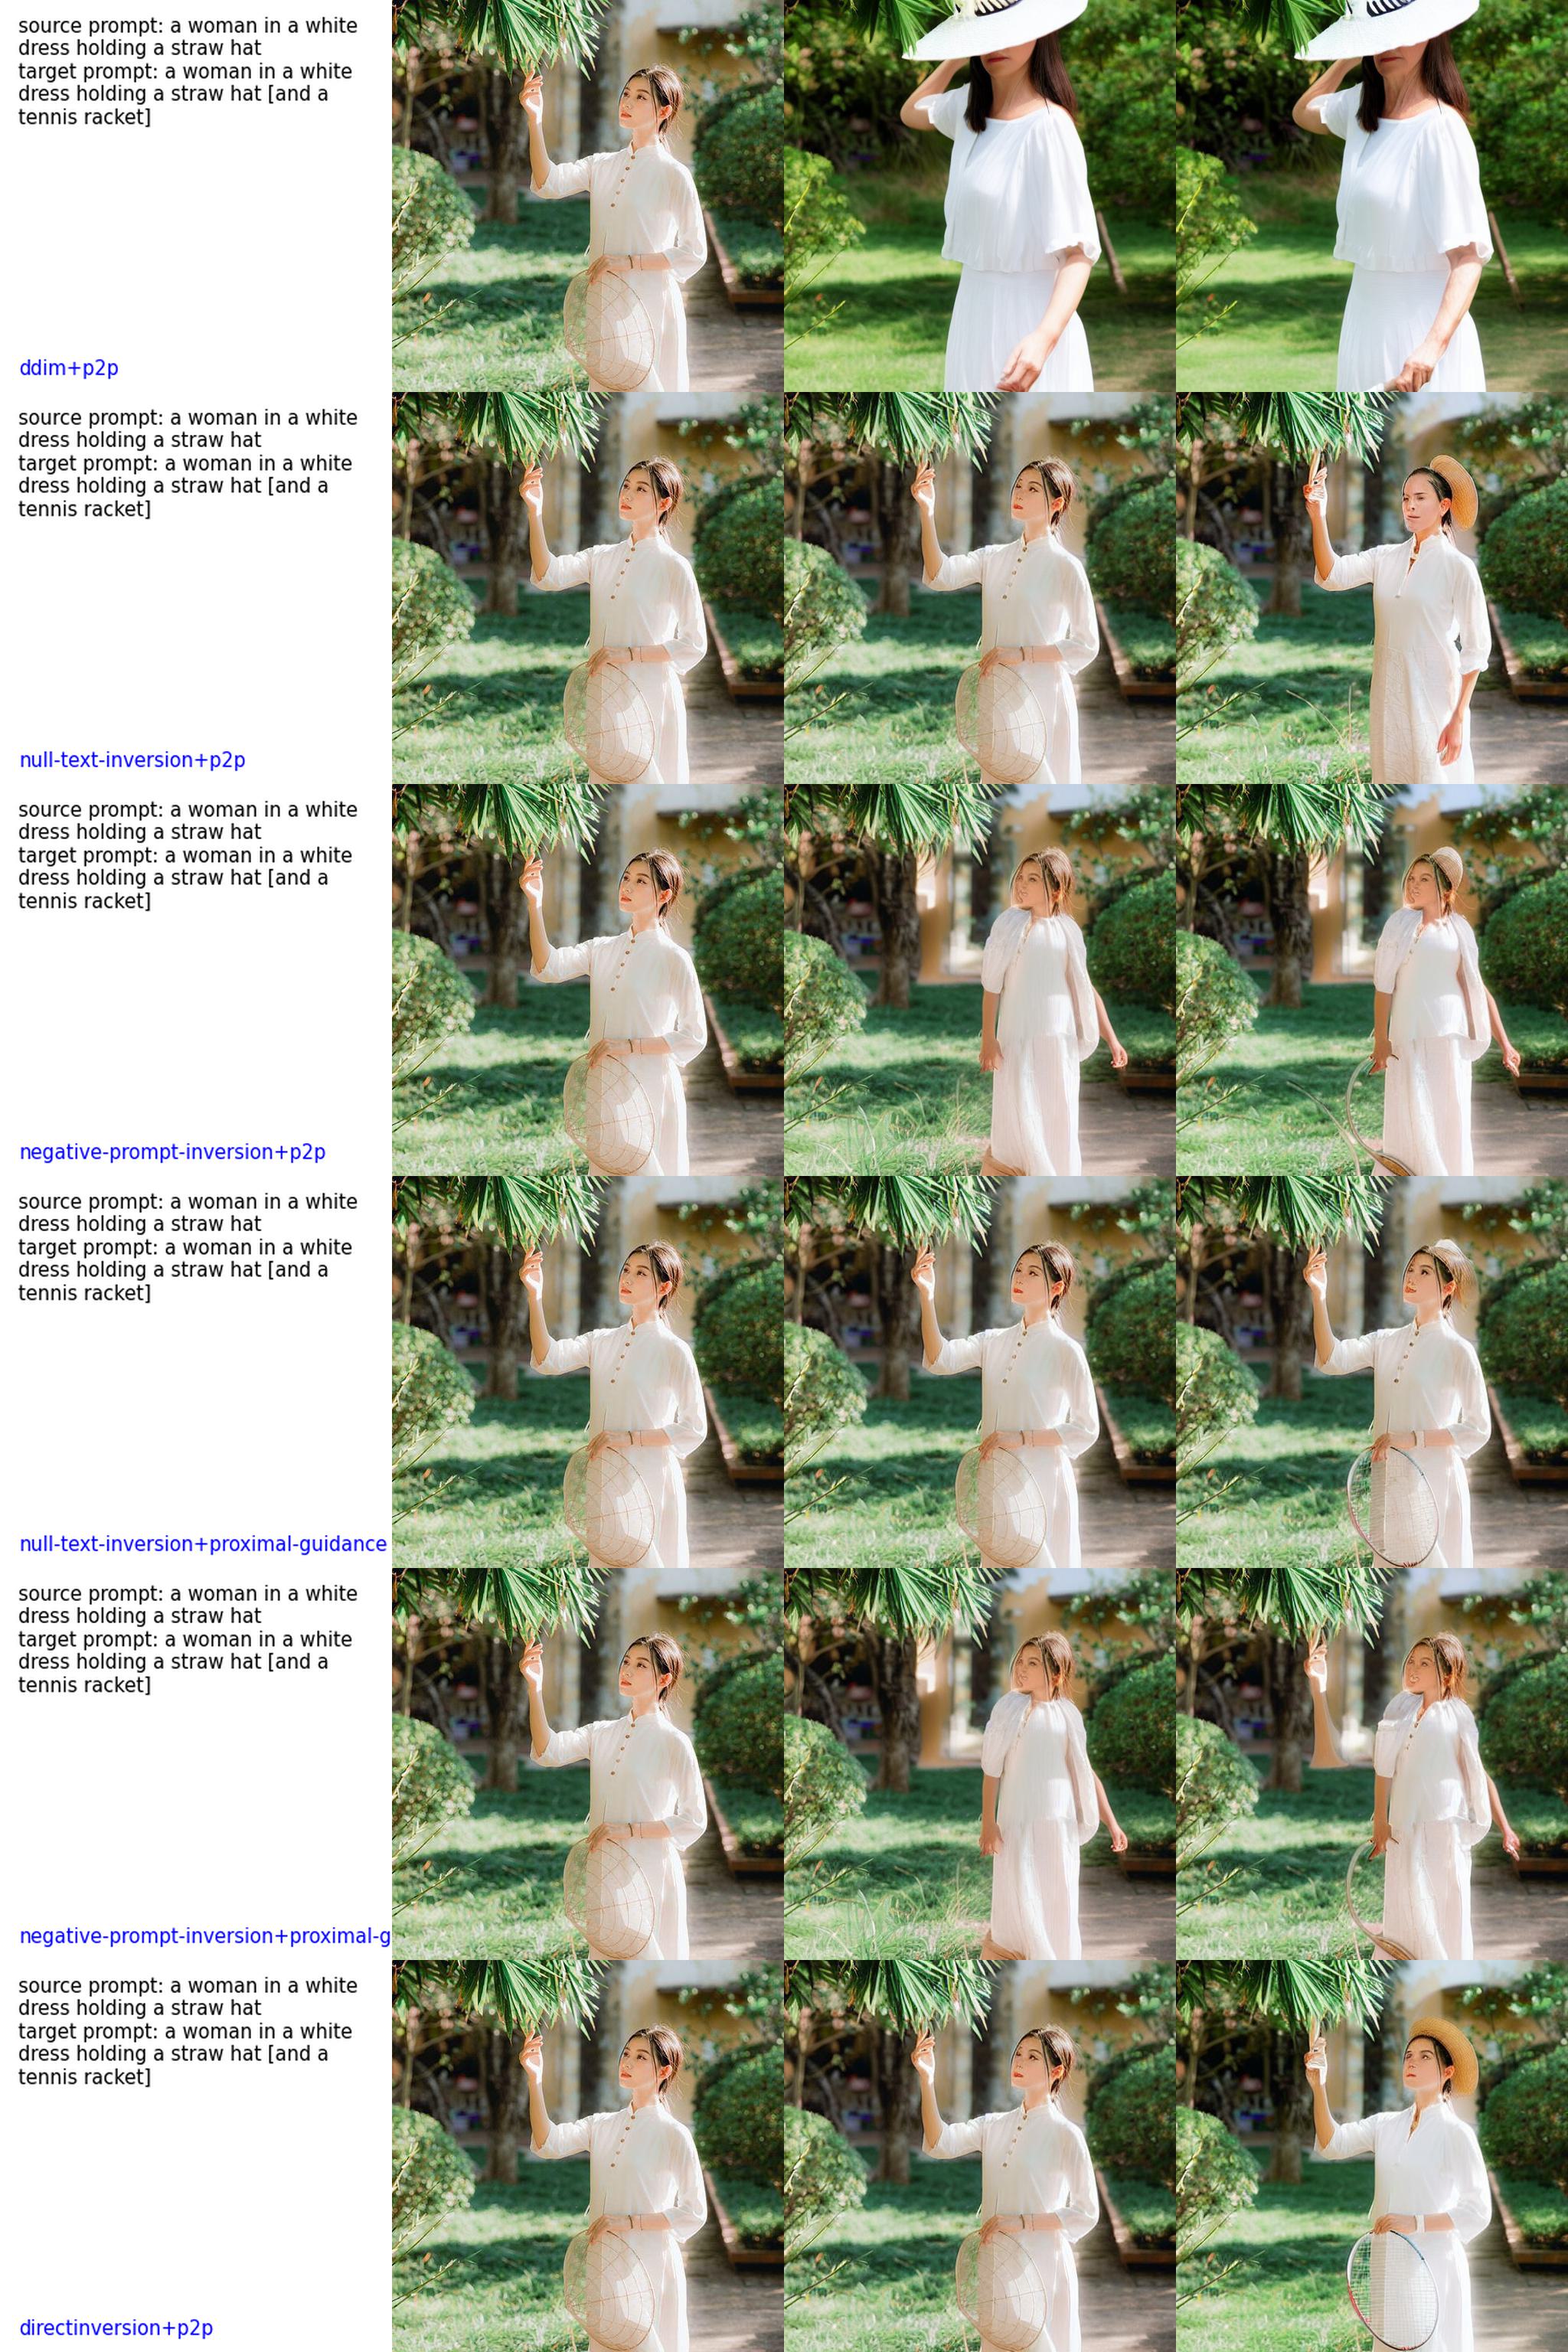 source prompt: a woman in a white
dress holding a straw hat
target prompt: a woman in a white
dress holding a straw hat [and a
tennis racket]
ddim+p2p
source prompt: a woman in a white
dress holding a straw hat
target prompt: a woman in a white
dress holding a straw hat [and a
tennis racket]
null-text-inversion+p2p
source prompt: a woman in a white
dress holding a straw hat
target prompt: a woman in a white
dress holding a straw hat [and a
tennis racket]
negative-prompt-inversion+p2p
source prompt: a woman in a white
dress holding a straw hat
target prompt: a woman in a white
dress holding a straw hat [and a
tennis racket]
null-text-inversion+proximal-guidance
source prompt: a woman in a white
dress holding a straw hat
target prompt: a woman in a white
dress holding a straw hat [and a
tennis racket]
negative-prompt-inversion+proximal-g
source prompt: a woman in a white
dress holding a straw hat
target prompt: a woman in a white
dress holding a straw hat [and a
tennis racket]
directinversion+p2p